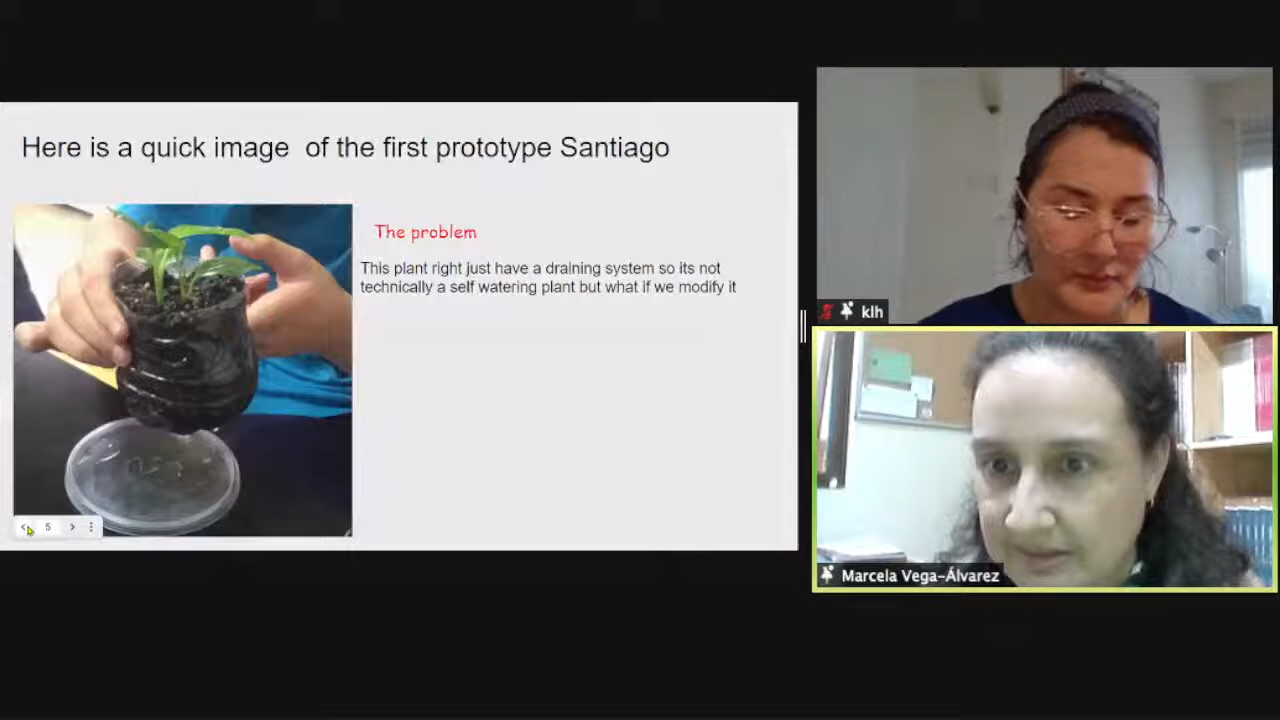 Here is a quick image of the first prototype Santiago
The problem
This plant right just have a draining system so its not
technically a self watering plant but what if we modify it
5
klh
Marcela Vega-Álvarez